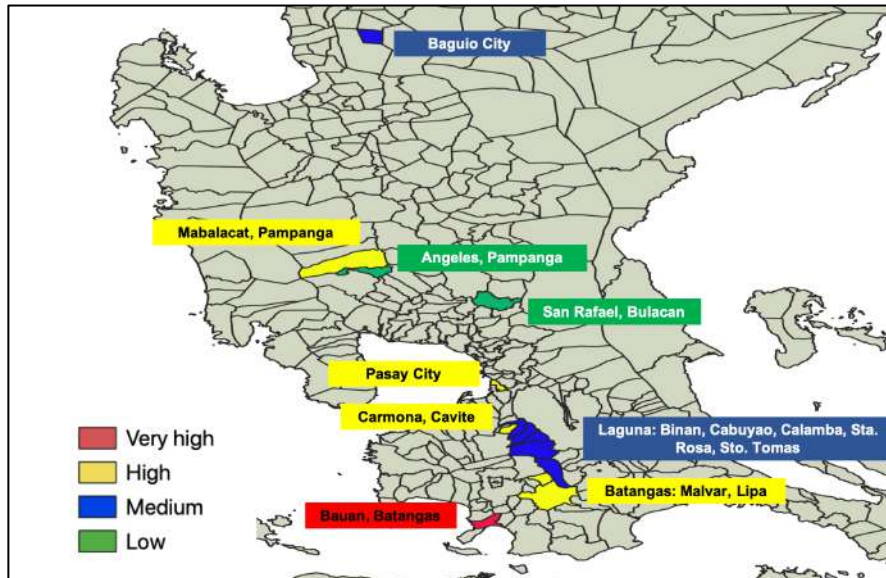 Baguio City
Mabalacat, Pampanga
Angeles, Pampanga
San Rafael, Bulacan
Pasay City
Carmona, Cavite
Laguna: Binan, Cabuyao, Calamba, Sta.
Rosa, Sto. Tomas
Batangas: Malvar, Lipa
Bauan, Batangas
Very high
High
Medium
Low